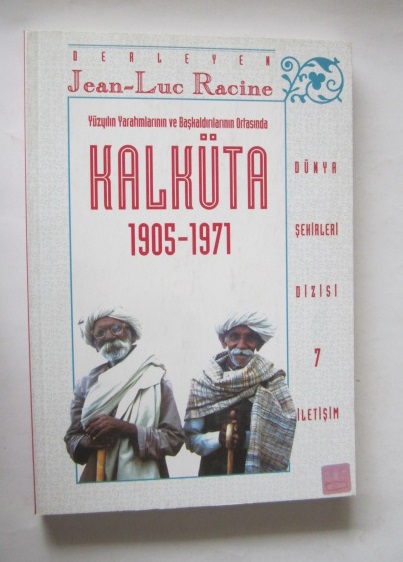 DERLEYEN
Jean-Luc Racine
Yüzyılın Yaratımlarının ve Başkaldırılarının Ortasında
KALKÜTA
1905-1971
DÜNYA
ŞEHİRLERİ
DİZİSİ
7
İLETİŞİM